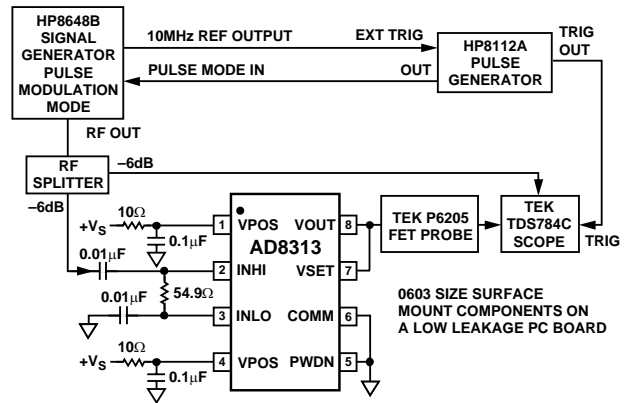 HP8648B
SIGNAL
GENERATOR
PULSE
MODULATION
MODE
10MHz REF OUTPUT
EXT TRIG
PULSE MODE IN
OUT
HP8112A
PULSE
GENERATOR
TRIG
OUT
RF OUT
RF
SPLITTER
–6dB
–6dB
+VS
10Ω
0.1μF
0.01μF
54.9Ω
0.01μF
+VS
10Ω
0.1μF
1
VPOS
VOUT
8
AD8313
2
INHI
VSET
7
3
INLO
COMM
6
4
VPOS
PWDN
5
TEK P6205
FET PROBE
TEK
TDS784C
SCOPE
TRIG
0603 SIZE SURFACE
MOUNT COMPONENTS ON
A LOW LEAKAGE PC BOARD